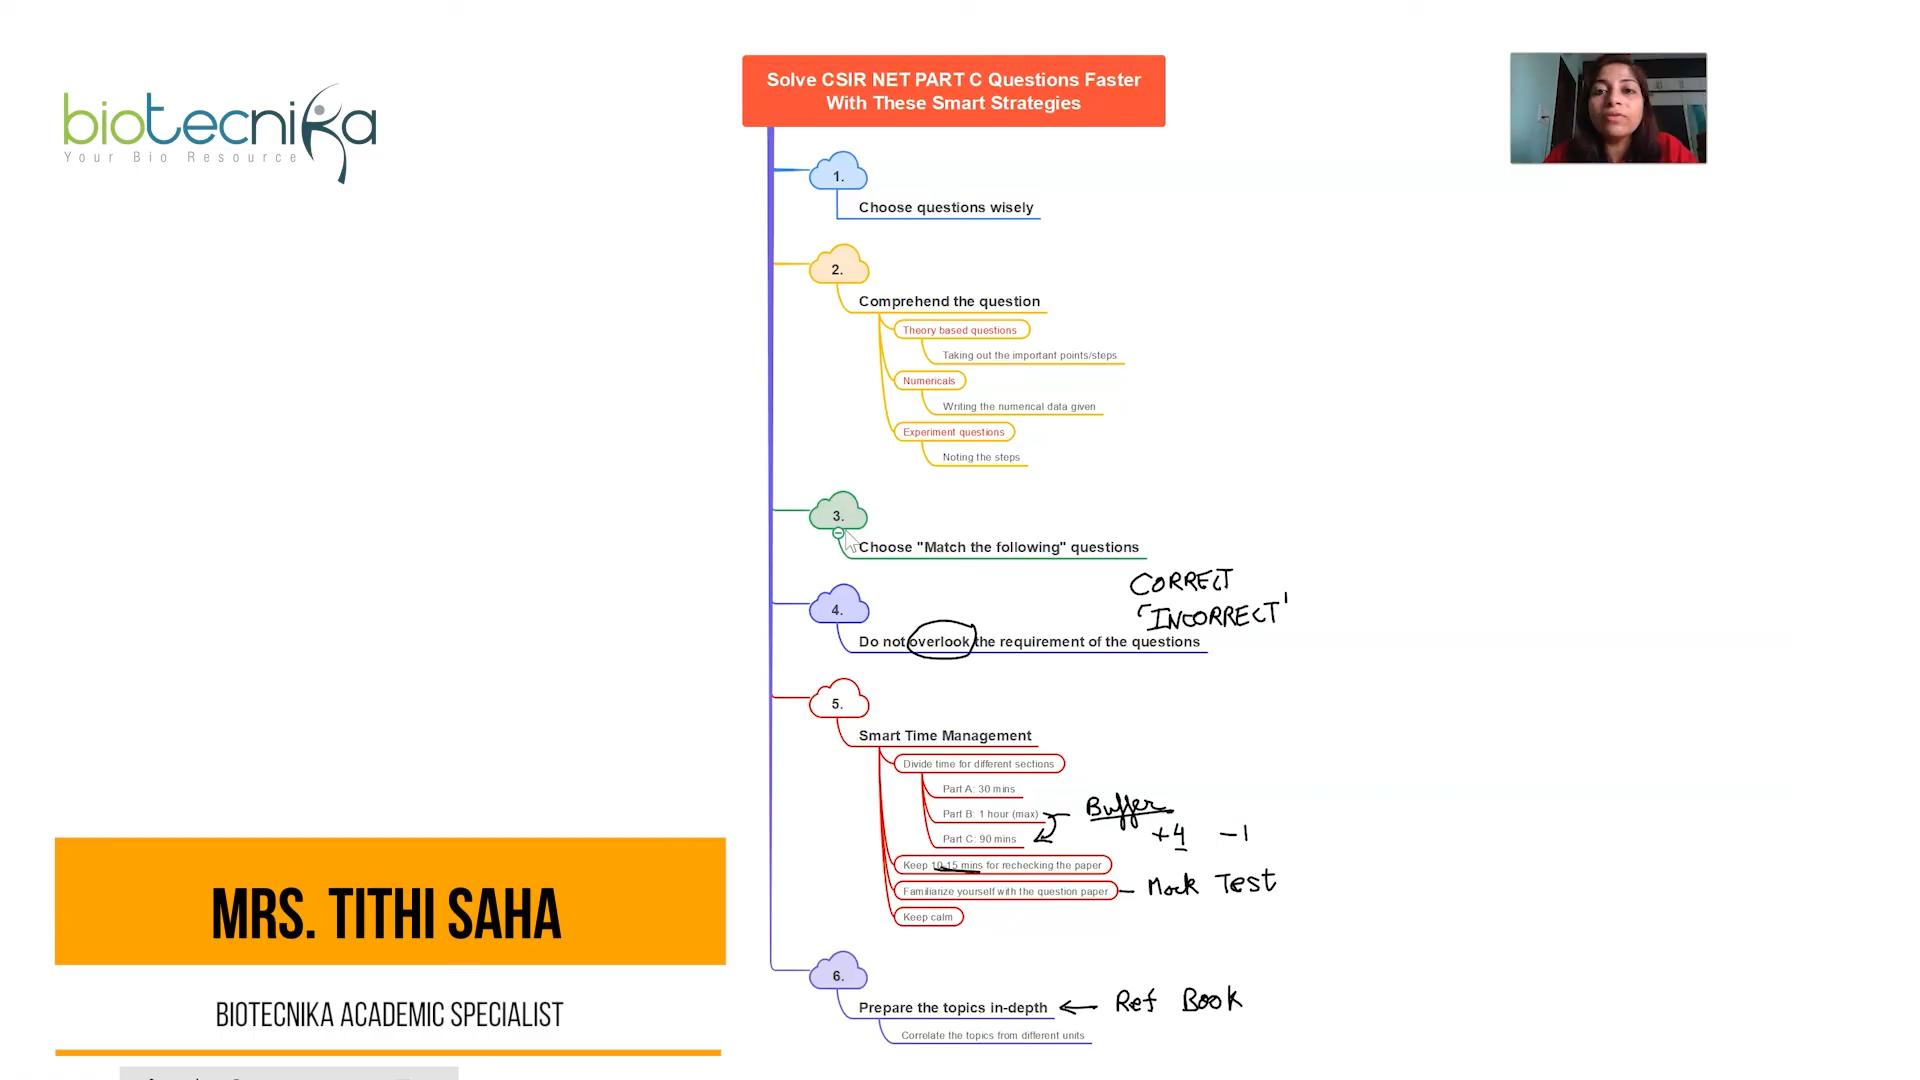 biotecnika
Your Bio Resource
Solve CSIR NET PART C Questions Faster
With These Smart Strategies
1.
Choose questions wisely
2.
Comprehend the question
Theory based questions
Taking out the important points/steps
Numericals
Writing the numerical data given
Experiment questions
Noting the steps
3.
Choose "Match the following" questions
CORRECT
'INCORRECT'
4.
Do not overlook the requirement of the questions
5.
Smart Time Management
Divide time for different sections
Part A: 30 mins
Part B: 1 hour (max)
Buffer
+4 -1
Part C: 90 mins
Keep 10-15 mins for rechecking the paper
Familiarize yourself with the question paper
Mock Test
Keep calm
6.
Prepare the topics in-depth
Ref Book
Correlate the topics from different units
MRS. TITHI SAHA
BIOTECNIKA ACADEMIC SPECIALIST